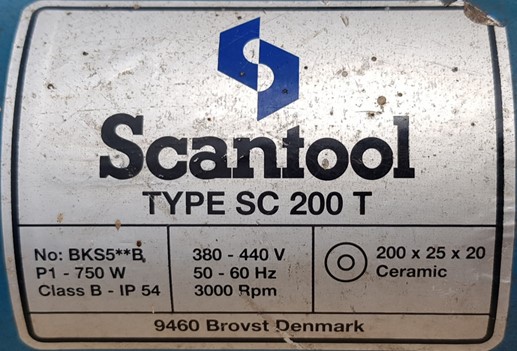 Scantool
TYPE SC 200 T
No: BKS5**B
P1 - 750 W
Class B - IP 54
380 - 440 V
50 - 60 Hz
3000 Rpm
200 x 25 x 20
Ceramic
9460 Brovst Denmark